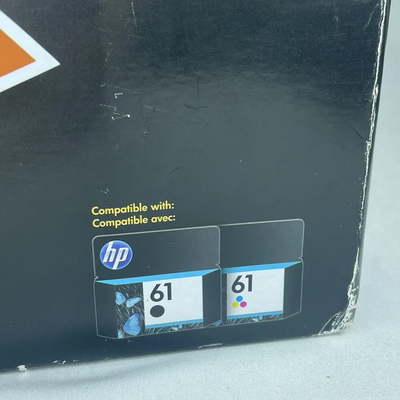 Compatible with:
Compatible avec:
hp
61
61